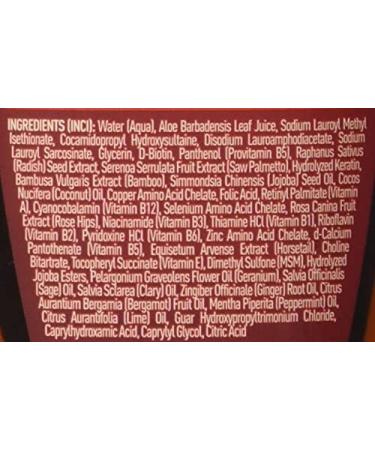 INGREDIENTS (INCI): Water (Aqua), Aloe Barbadensis Leaf Juice, Sodium Lauroyl Methyl
Isethionate, Cocamidopropyl Hydroxysultaine, Disodium Lauroamphodiacetate, Sodium
Lauroyl Sarcosinate, Glycerin, D-Biotin, Panthenol (Provitamin B5), Raphanus Sativus
(Radish) Seed Extract, Serenoa Serrulata Fruit Extract (Saw Palmetto), Hydrolyzed Keratin,
Bambusa Vulgaris Extract (Bamboo), Simmondsia Chinensis (Jojoba) Seed Oil, Cocos
Nucifera (Coconut) Oil, Copper Amino Acid Chelate, Folic Acid, Retinyl Palmitate (Vitamin
A), Cyanocobalamin (Vitamin B12), Selenium Amino Acid Chelate, Rosa Canina Fruit
Extract (Rose Hips), Niacinamide (Vitamin B3), Thiamine HCl (Vitamin B1), Riboflavin
(Vitamin B2), Pyridoxine HCl (Vitamin B6), Zinc Amino Acid Chelate, d-Calcium
Pantothenate (Vitamin B5), Equisetum Arvense Extract (Horsetail), Choline
Bitartrate, Tocopheryl Succinate (Vitamin E), Dimethyl Sulfone (MSM), Hydrolyzed
Jojoba Esters, Pelargonium Graveolens Flower Oil (Geranium), Salvia Officinalis
(Sage) Oil, Salvia Sclarea (Clary) Oil, Zingiber Officinale (Ginger) Root Oil, Citrus
Aurantium Bergamia (Bergamot) Fruit Oil, Mentha Piperita (Peppermint) Oil,
Citrus Aurantifolia (Lime) Oil, Guar Hydroxypropyltrimonium Chloride,
Caprylhydroxamic Acid, Caprylyl Glycol, Citric Acid